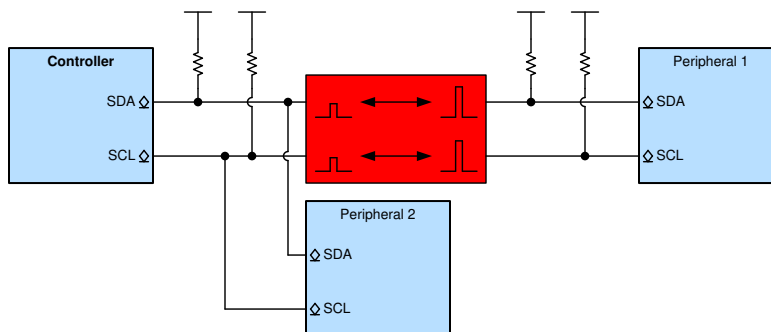 Controller
SDA
SCL
Peripheral 1
SDA
SCL
Peripheral 2
SDA
SCL